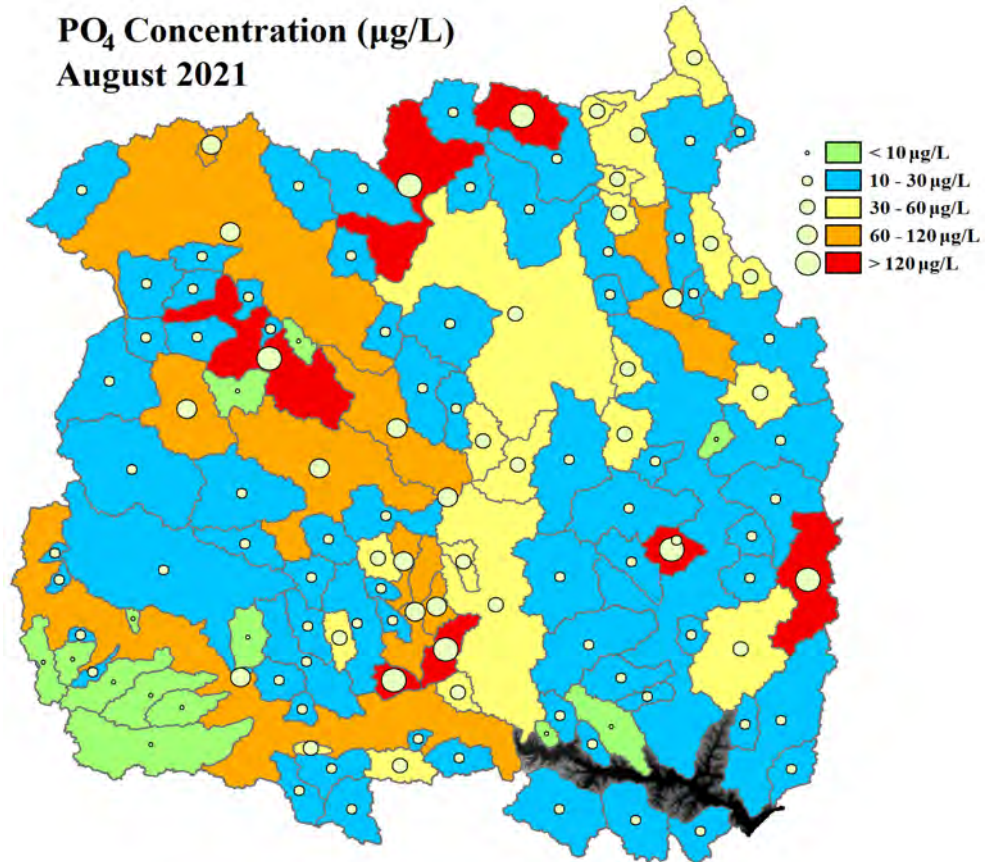 PO₄ Concentration (µg/L)
August 2021
< 10 µg/L
10 - 30 µg/L
30 - 60 µg/L
60 - 120 µg/L
> 120 µg/L